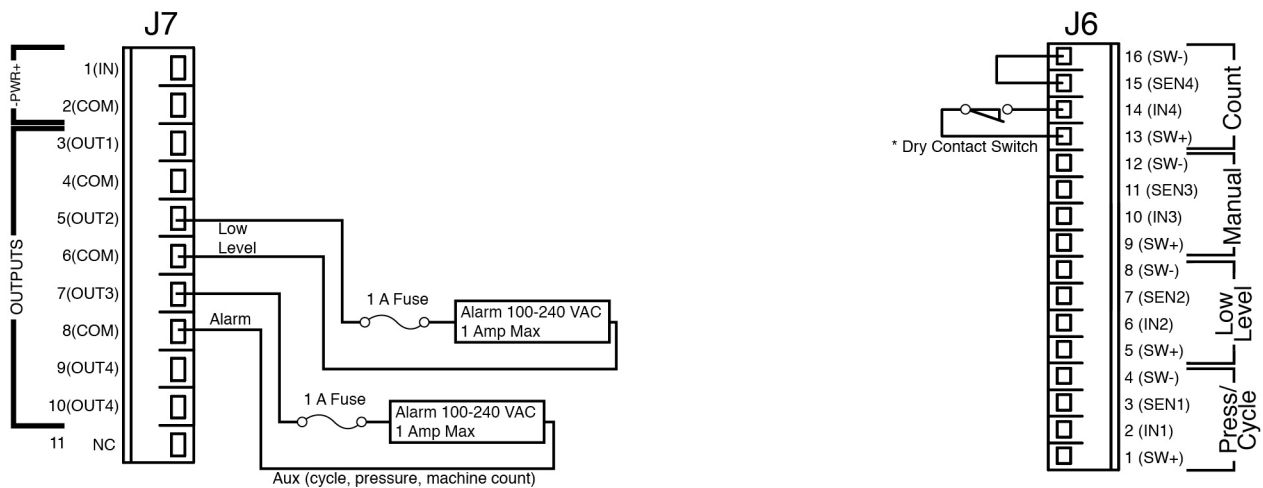 J7
-PWR+
OUTPUTS
1(IN)
2(COM)
3(OUT1)
4(COM)
5(OUT2)
6(COM)
7(OUT3)
8(COM)
9(OUT4)
10(OUT4)
11 NC
Low
Level
Alarm
1 A Fuse
Alarm 100-240 VAC
1 Amp Max
1 A Fuse
Alarm 100-240 VAC
1 Amp Max
Aux (cycle, pressure, machine count)
J6
* Dry Contact Switch
16 (SW-)
15 (SEN4)
14 (IN4)
13 (SW+)
12 (SW-)
11 (SEN3)
10 (IN3)
9 (SW+)
8 (SW-)
7 (SEN2)
6 (IN2)
5 (SW+)
4 (SW-)
3 (SEN1)
2 (IN1)
1 (SW+)
Count
Manual
Low
Level
Press/
Cycle